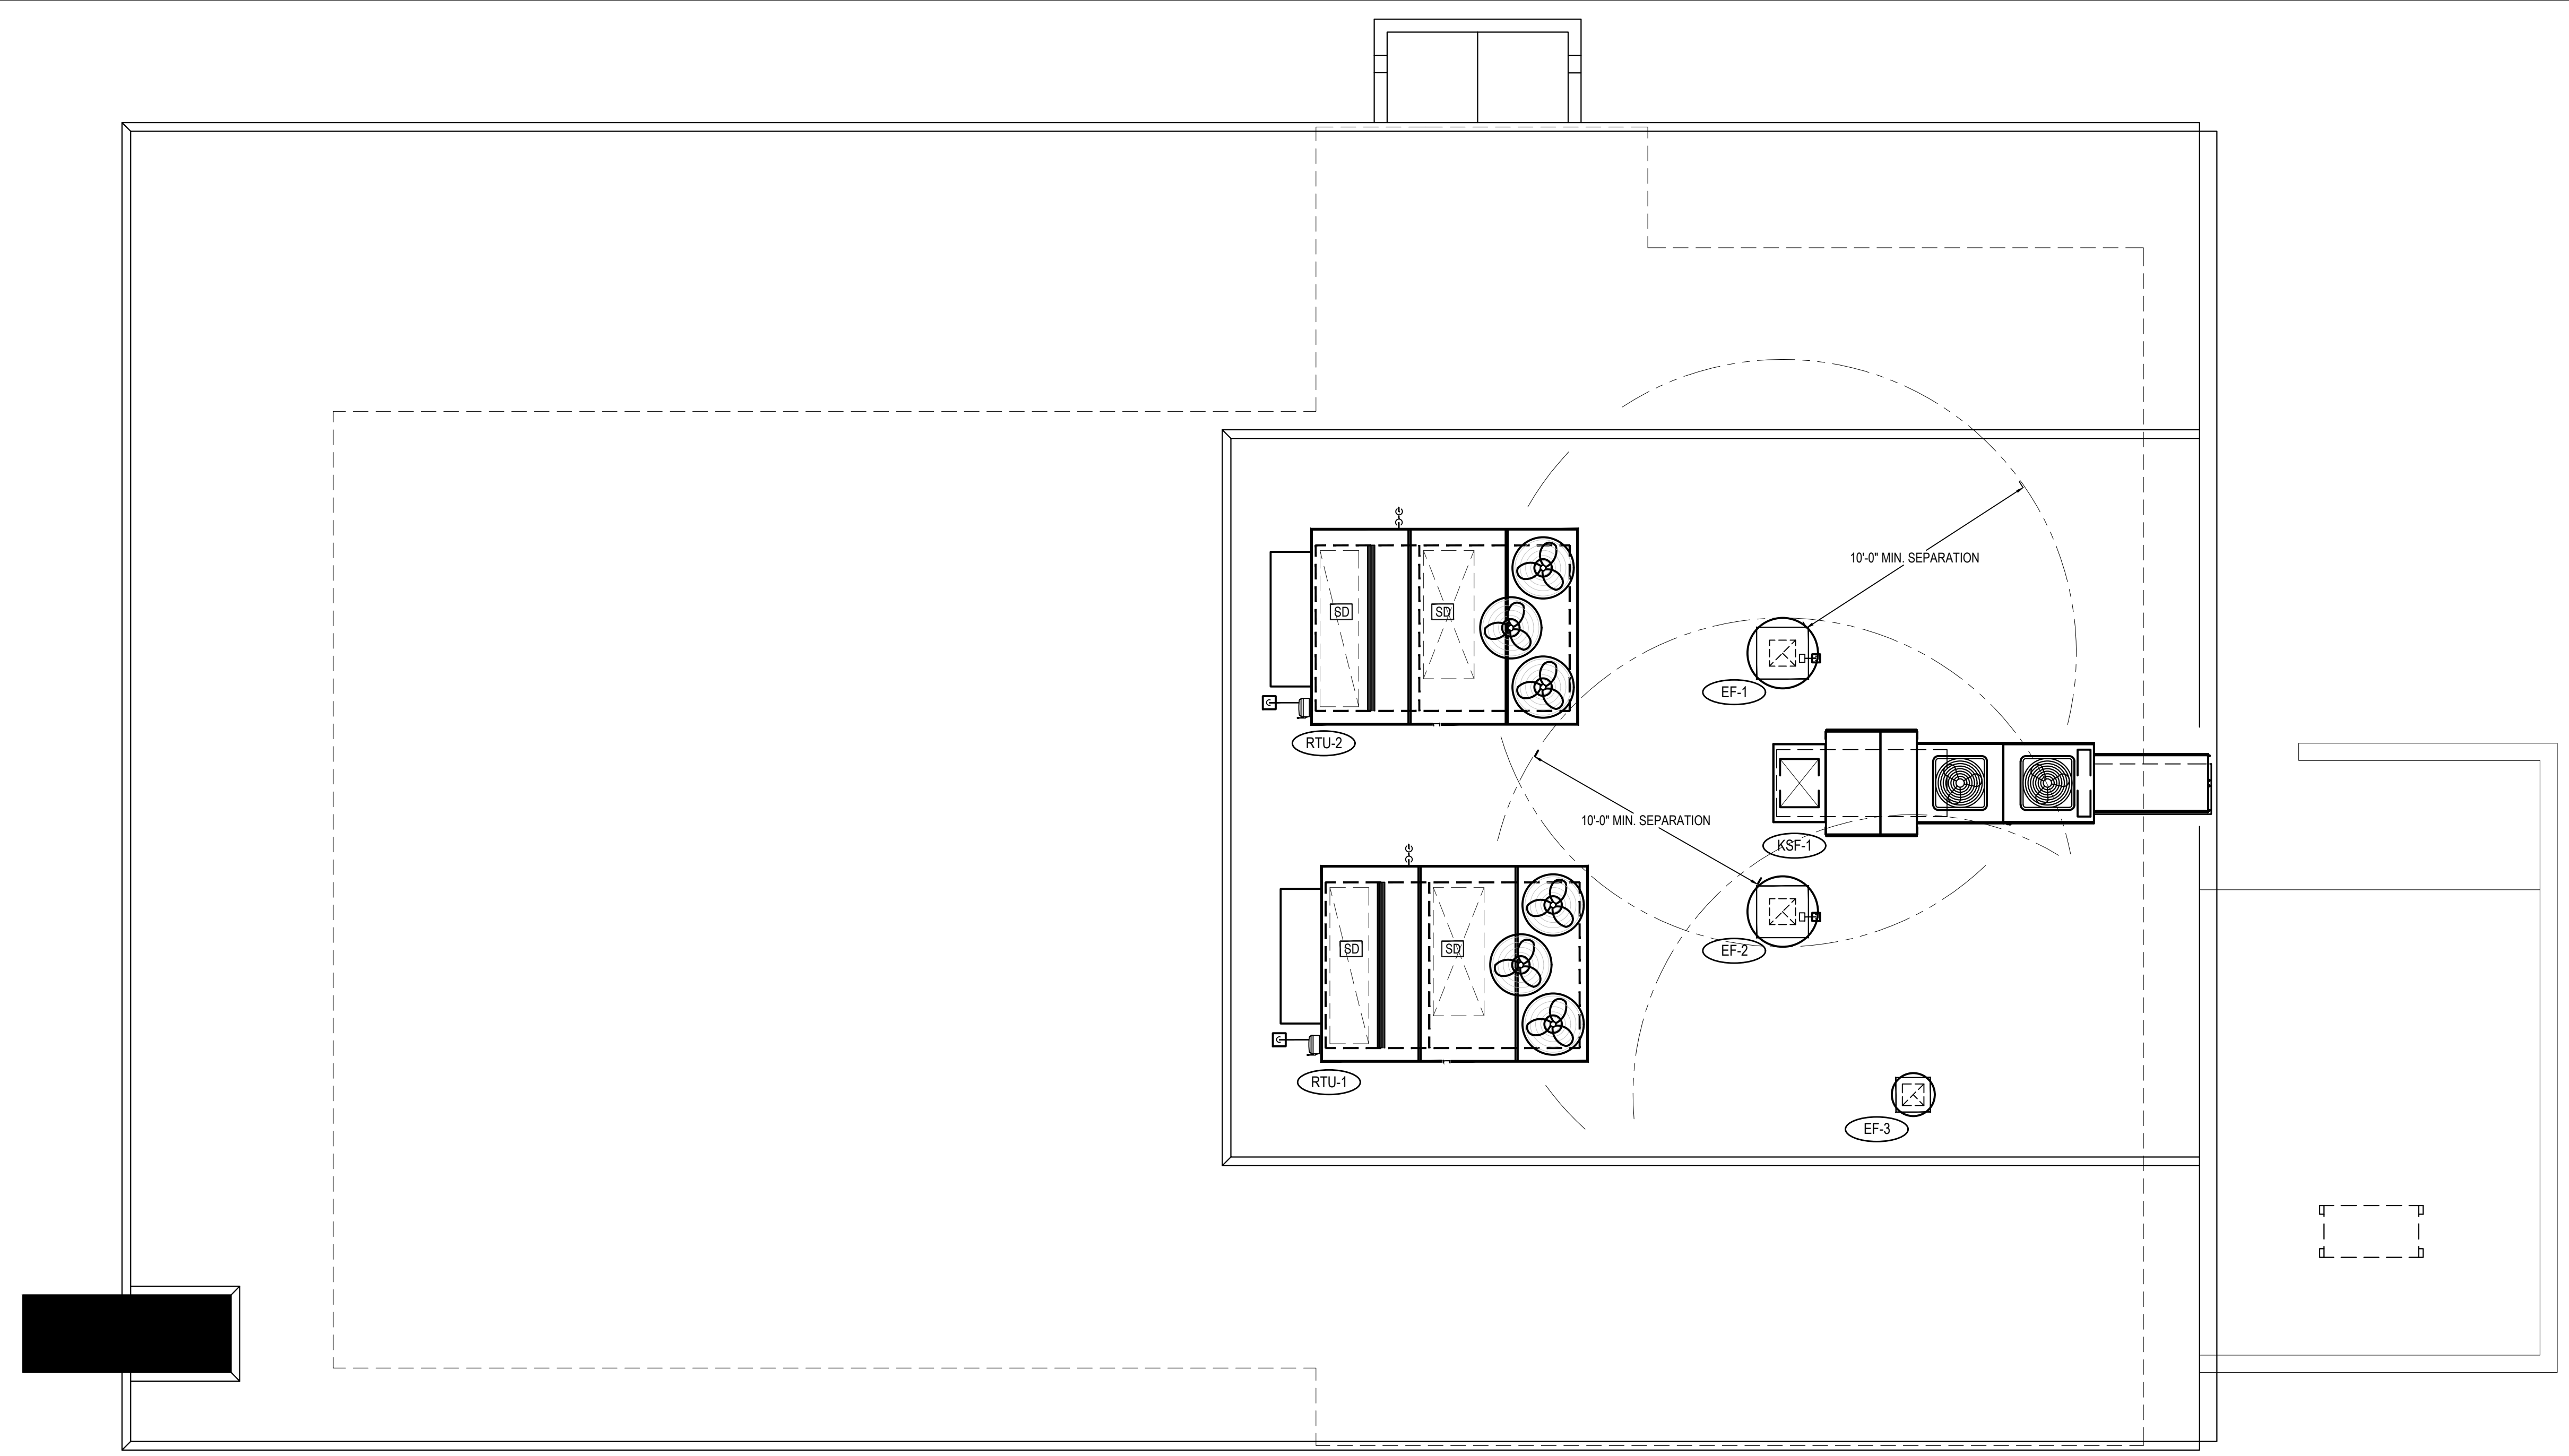 10'-0" MIN. SEPARATION
SD
SD
EF-1
RTU-2
10'-0" MIN. SEPARATION
KSF-1
SD
SD
EF-2
RTU-1
EF-3